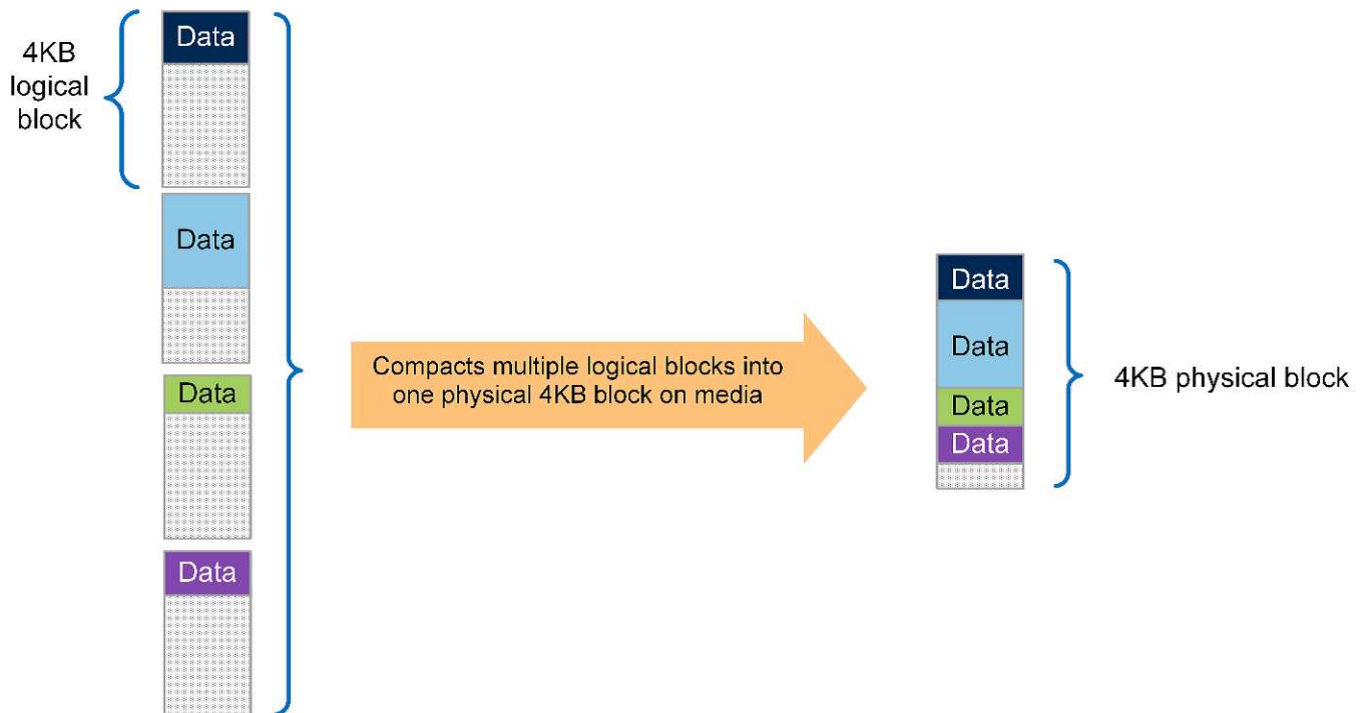 4KB
logical
block
Data
Data
Data
Data
Compacts multiple logical blocks into
one physical 4KB block on media
Data
Data
Data
Data
4KB physical block